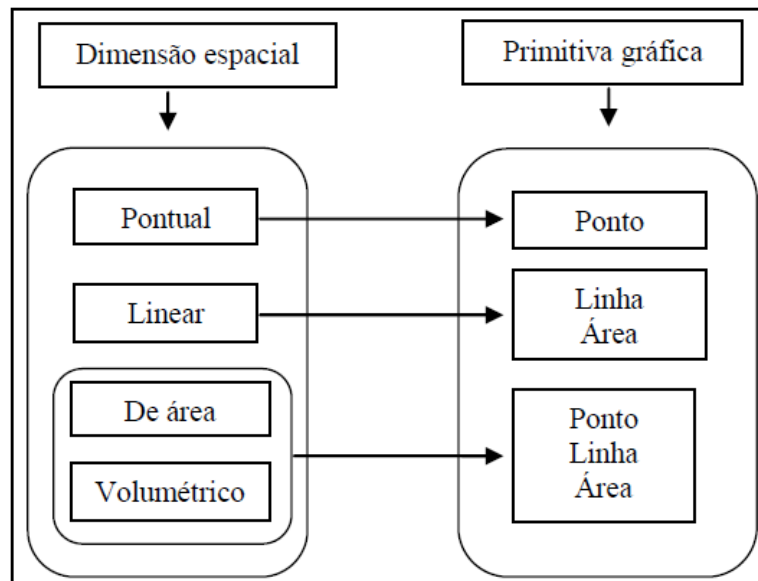 Dimensão espacial
Primitiva gráfica
Pontual
Ponto
Linear
Linha
Área
De área
Volumétrico
Ponto
Linha
Área